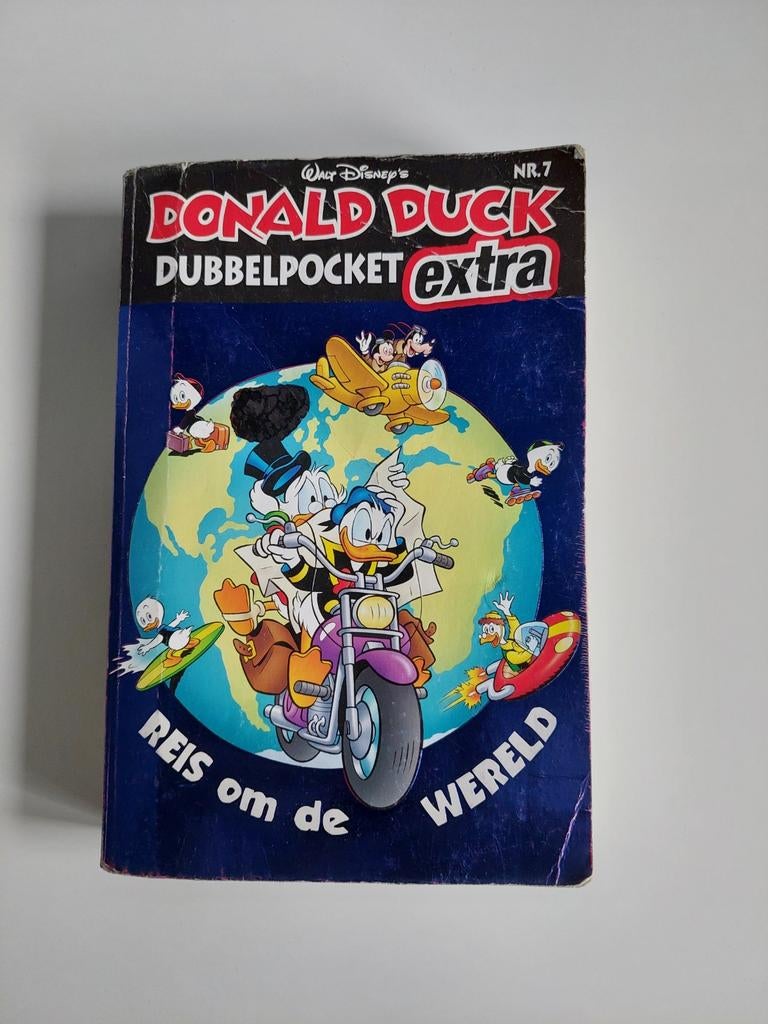 Walt Disney's
NR.7
DONALD DUCK
DUBBELPOCKET extra
REIS om de WERELD